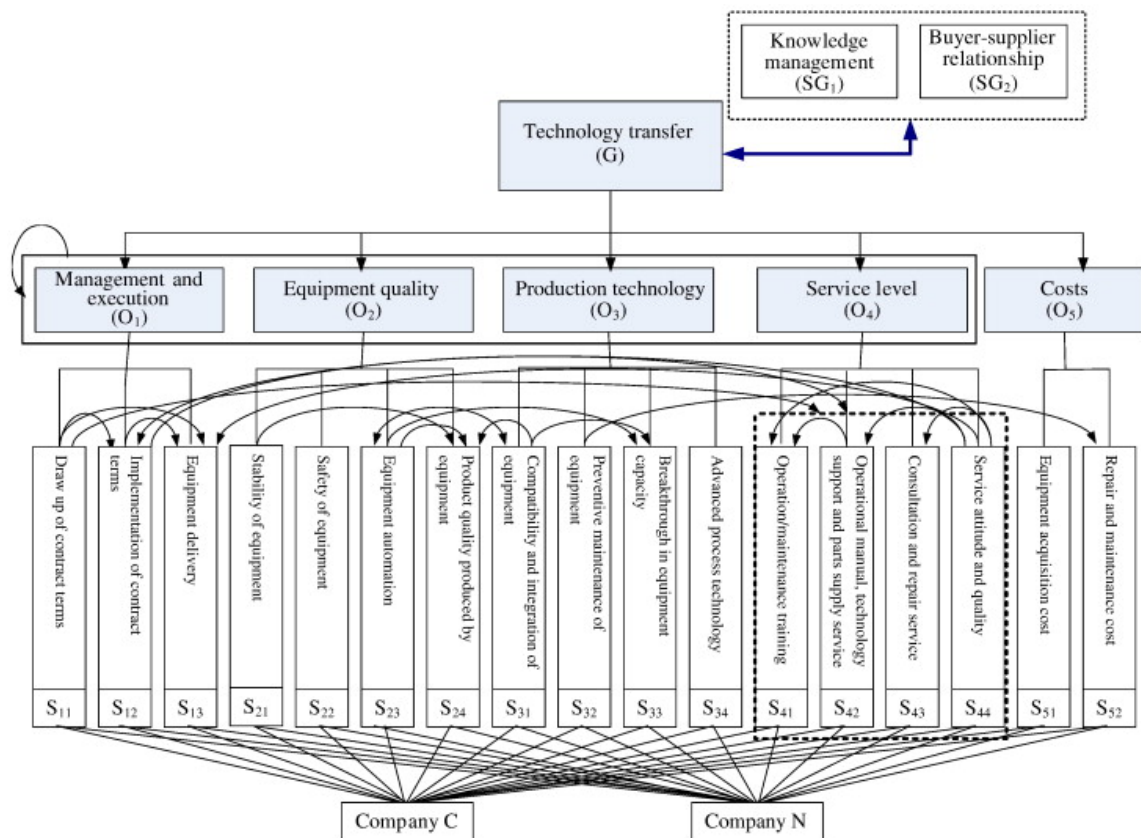 Knowledge
management
(SG₁)
Buyer-supplier
relationship
(SG₂)
Technology transfer
(G)
Management and
execution
(O₁)
Equipment quality
(O₂)
Production technology
(O₃)
Service level
(O₄)
Costs
(O₅)
Draw up of contract terms
Implementation of contract
terms
Equipment delivery
Stability of equipment
Safety of equipment
Equipment automation
Product quality produced by
equipment
Compatibility and integration of
equipment
Preventive maintenance of
equipment
Breakthrough in equipment
capacity
Advanced process technology
Operation/maintenance training
Operational manual, technology
support and parts supply service
Consultation and repair service
Service attitude and quality
Equipment acquisition cost
Repair and maintenance cost
S₁₁
S₁₂
S₁₃
S₂₁
S₂₂
S₂₃
S₂₄
S₃₁
S₃₂
S₃₃
S₃₄
S₄₁
S₄₂
S₄₃
S₄₄
S₅₁
S₅₂
Company C
Company N